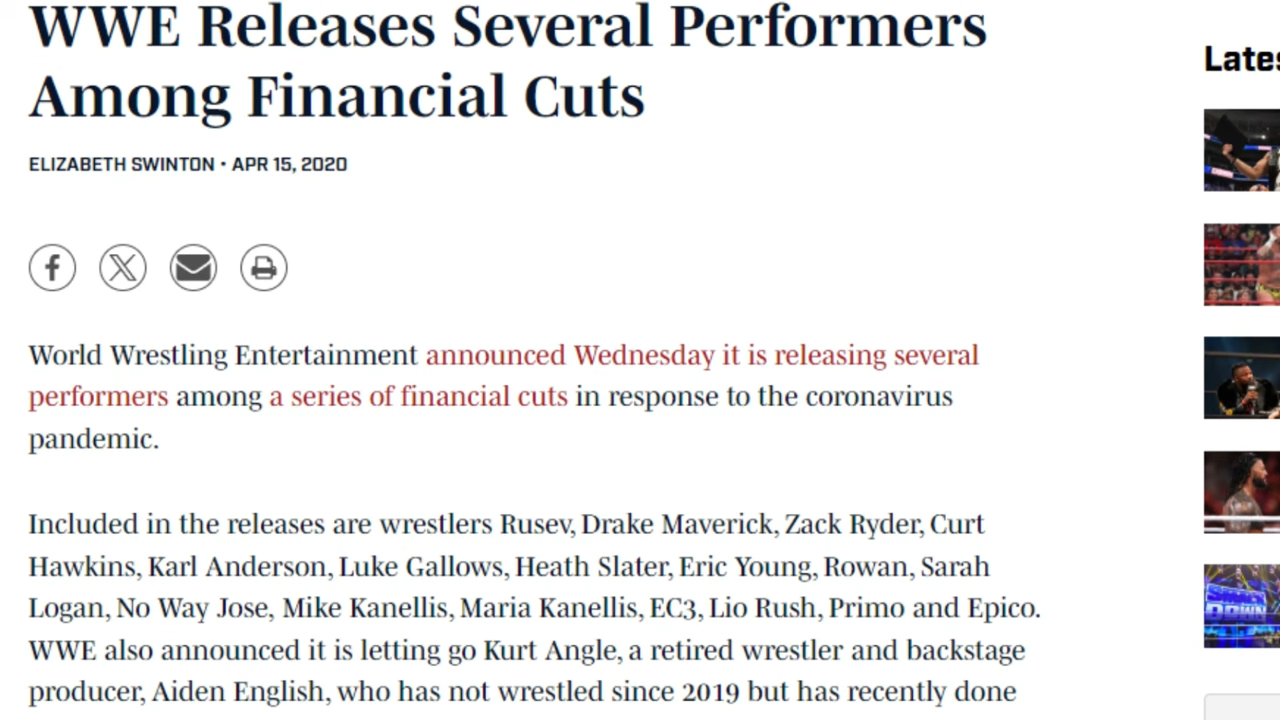 WWE Releases Several Performers
Among Financial Cuts
ELIZABETH SWINTON • APR 15, 2020
World Wrestling Entertainment announced Wednesday it is releasing several
performers among a series of financial cuts in response to the coronavirus
pandemic.
Included in the releases are wrestlers Rusev, Drake Maverick, Zack Ryder, Curt
Hawkins, Karl Anderson, Luke Gallows, Heath Slater, Eric Young, Rowan, Sarah
Logan, No Way Jose, Mike Kanellis, Maria Kanellis, EC3, Lio Rush, Primo and Epico.
WWE also announced it is letting go Kurt Angle, a retired wrestler and backstage
producer, Aiden English, who has not wrestled since 2019 but has recently done
Lates